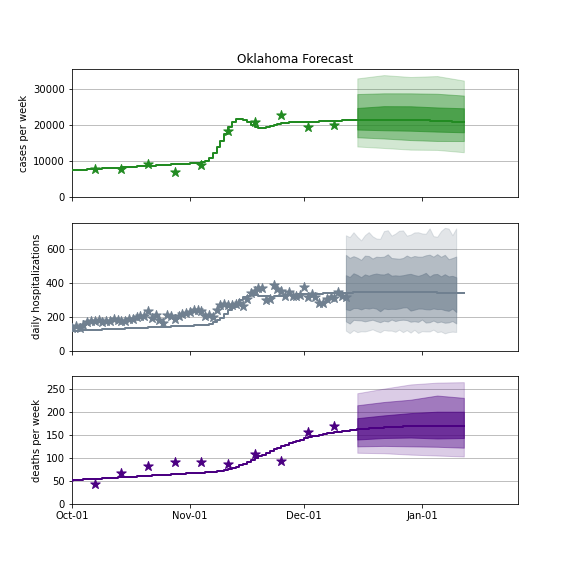 Oklahoma Forecast
cases per week
30000
20000
10000
0
daily hospitalizations
600
400
200
0
deaths per week
250
200
150
100
50
0
Oct-01 Nov-01 Dec-01 Jan-01